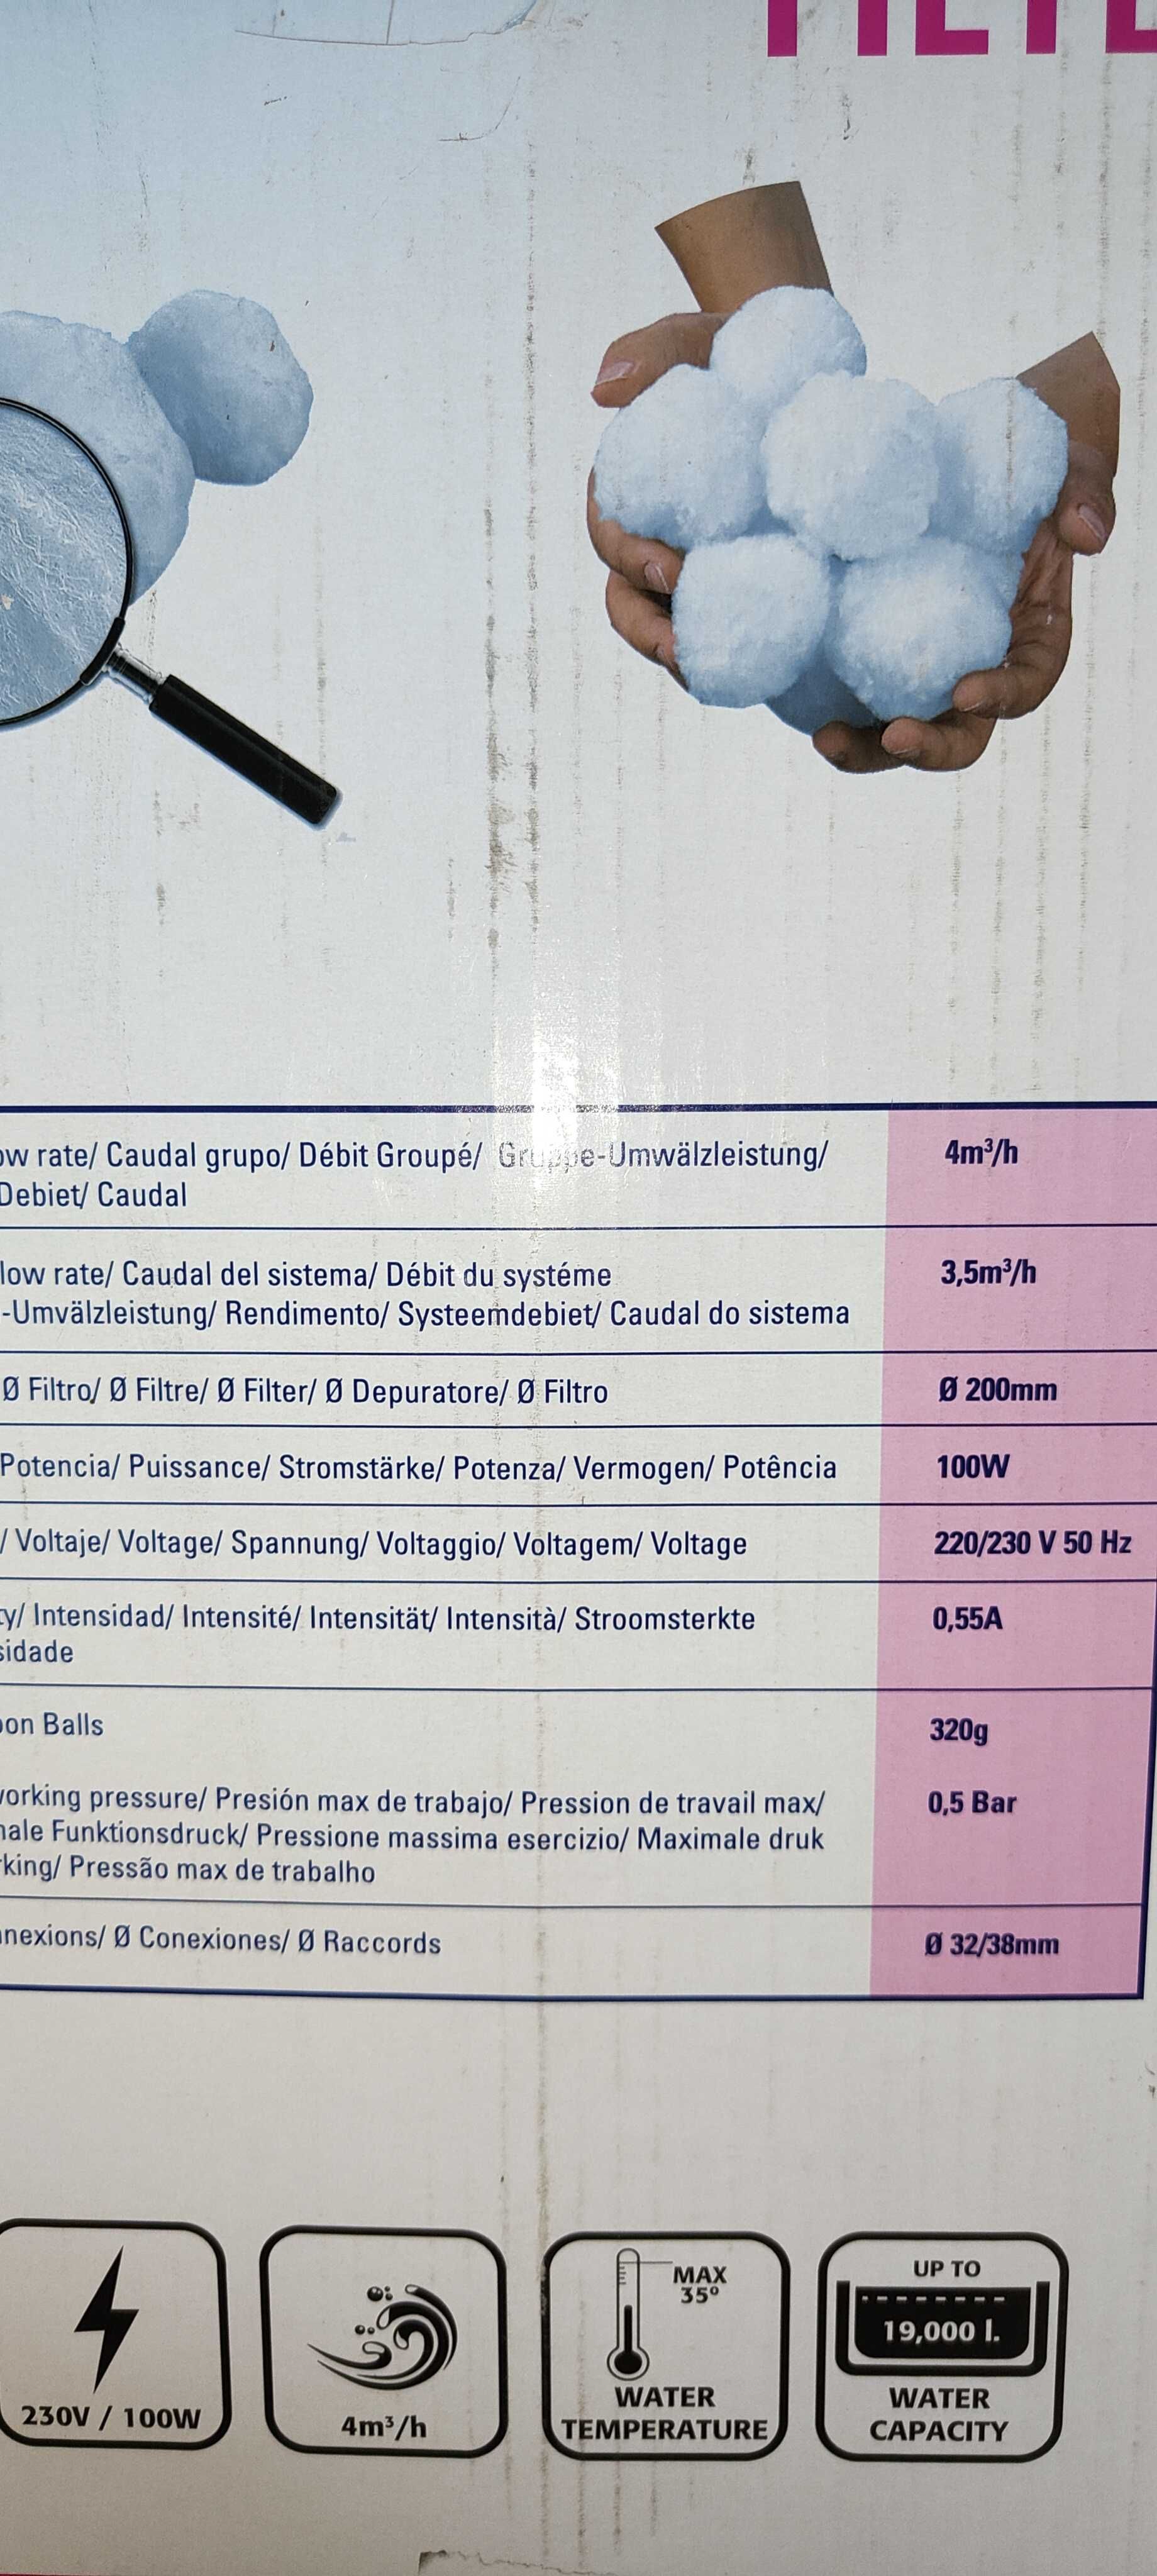 ow rate/ Caudal grupo/ Débit Groupé/ Gruppe-Umwälzleistung/ 4m³/h
Debiet/ Caudal
low rate/ Caudal del sistema/ Débit du systéme 3,5m³/h
-Umvälzleistung/ Rendimento/ Systeemdebiet/ Caudal do sistema
Ø Filtro/ Ø Filtre/ Ø Filter/ Ø Depuratore/ Ø Filtro Ø 200mm
Potencia/ Puissance/ Stromstärke/ Potenza/ Vermogen/ Potência 100W
/ Voltaje/ Voltage/ Spannung/ Voltaggio/ Voltagem/ Voltage 220/230 V 50 Hz
ty/ Intensidad/ Intensité/ Intensität/ Intensità/ Stroomsterkte 0,55A
sidade
on Balls 320g
orking pressure/ Presión max de trabajo/ Pression de travail max/ 0,5 Bar
ale Funktionsdruck/ Pressione massima esercizio/ Maximale druk
king/ Pressão max de trabalho
nnexions/ Ø Conexiones/ Ø Raccords Ø 32/38mm
230V / 100W
4m³/h
MAX
35º
WATER
TEMPERATURE
UP TO
19,000 l.
WATER
CAPACITY